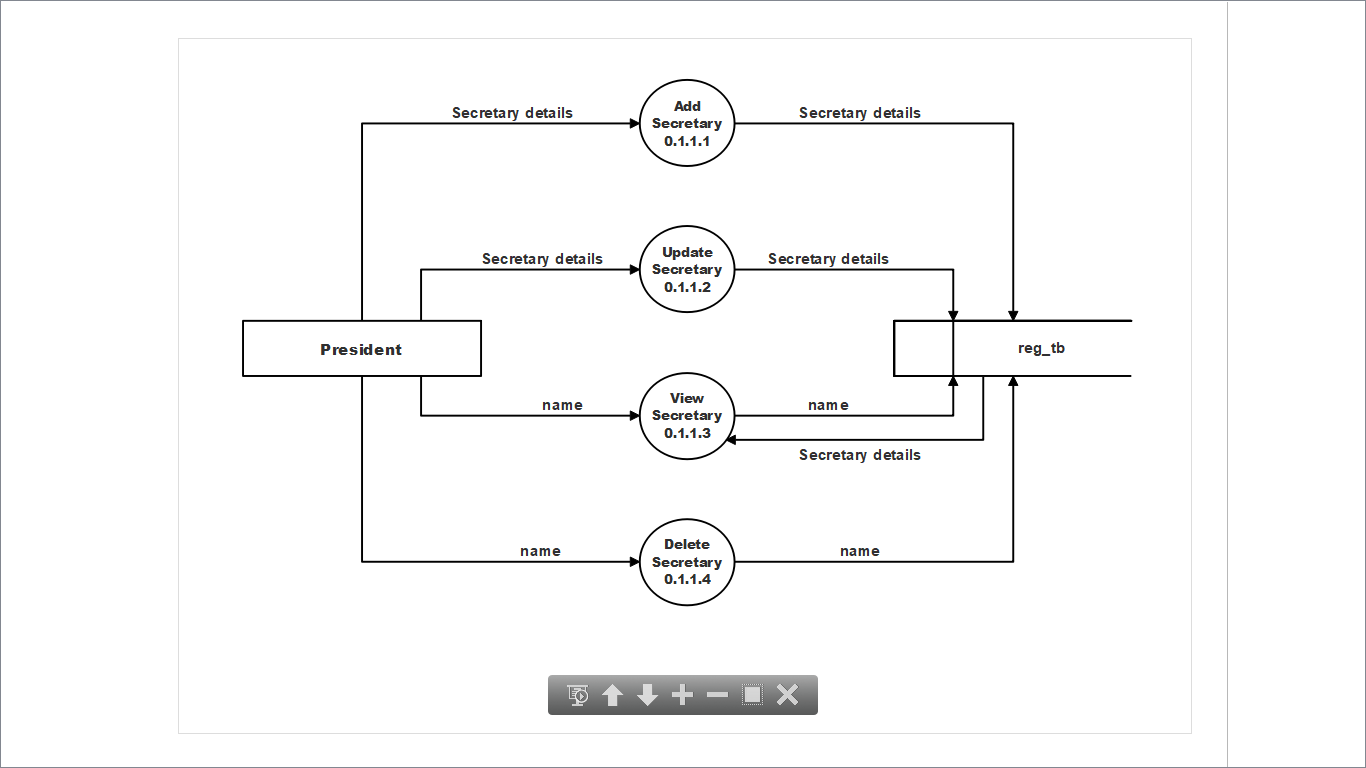 Secretary details
Add
Secretary
0.1.1.1
Secretary details
Secretary details
Update
Secretary
0.1.1.2
Secretary details
President
reg_tb
name
View
Secretary
0.1.1.3
name
Secretary details
name
Delete
Secretary
0.1.1.4
name